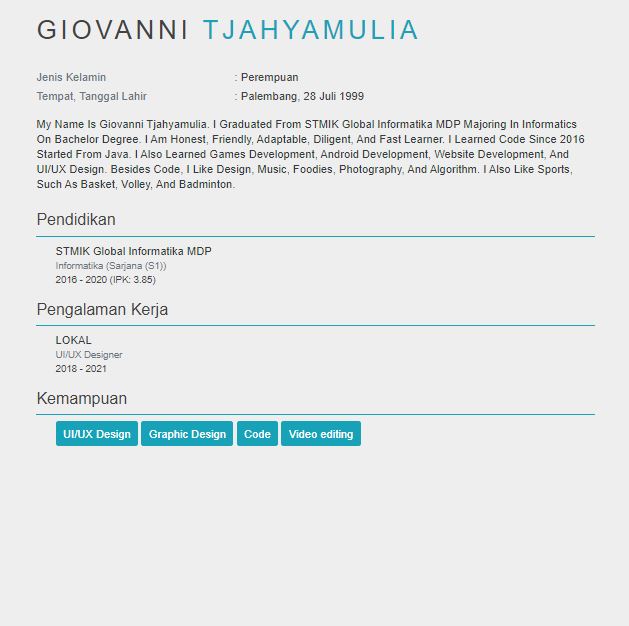 GIOVANNI TJAHYAMULIA
Jenis Kelamin : Perempuan
Tempat, Tanggal Lahir : Palembang, 28 Juli 1999
My Name Is Giovanni Tjahyamulia. I Graduated From STMIK Global Informatika MDP Majoring In Informatics
On Bachelor Degree. I Am Honest, Friendly, Adaptable, Diligent, And Fast Learner. I Learned Code Since 2016
Started From Java. I Also Learned Games Development, Android Development, Website Development, And
UI/UX Design. Besides Code, I Like Design, Music, Foodies, Photography, And Algorithm. I Also Like Sports,
Such As Basket, Volley, And Badminton.
Pendidikan
STMIK Global Informatika MDP
Informatika (Sarjana (S1))
2016 - 2020 (IPK: 3.85)
Pengalaman Kerja
LOKAL
UI/UX Designer
2018 - 2021
Kemampuan
UI/UX Design Graphic Design Code Video editing